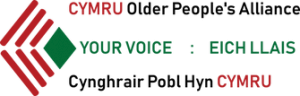 CYMRU Older People's Alliance
YOUR VOICE : EICH LLAIS
Cynghrair Pobl Hyn CYMRU